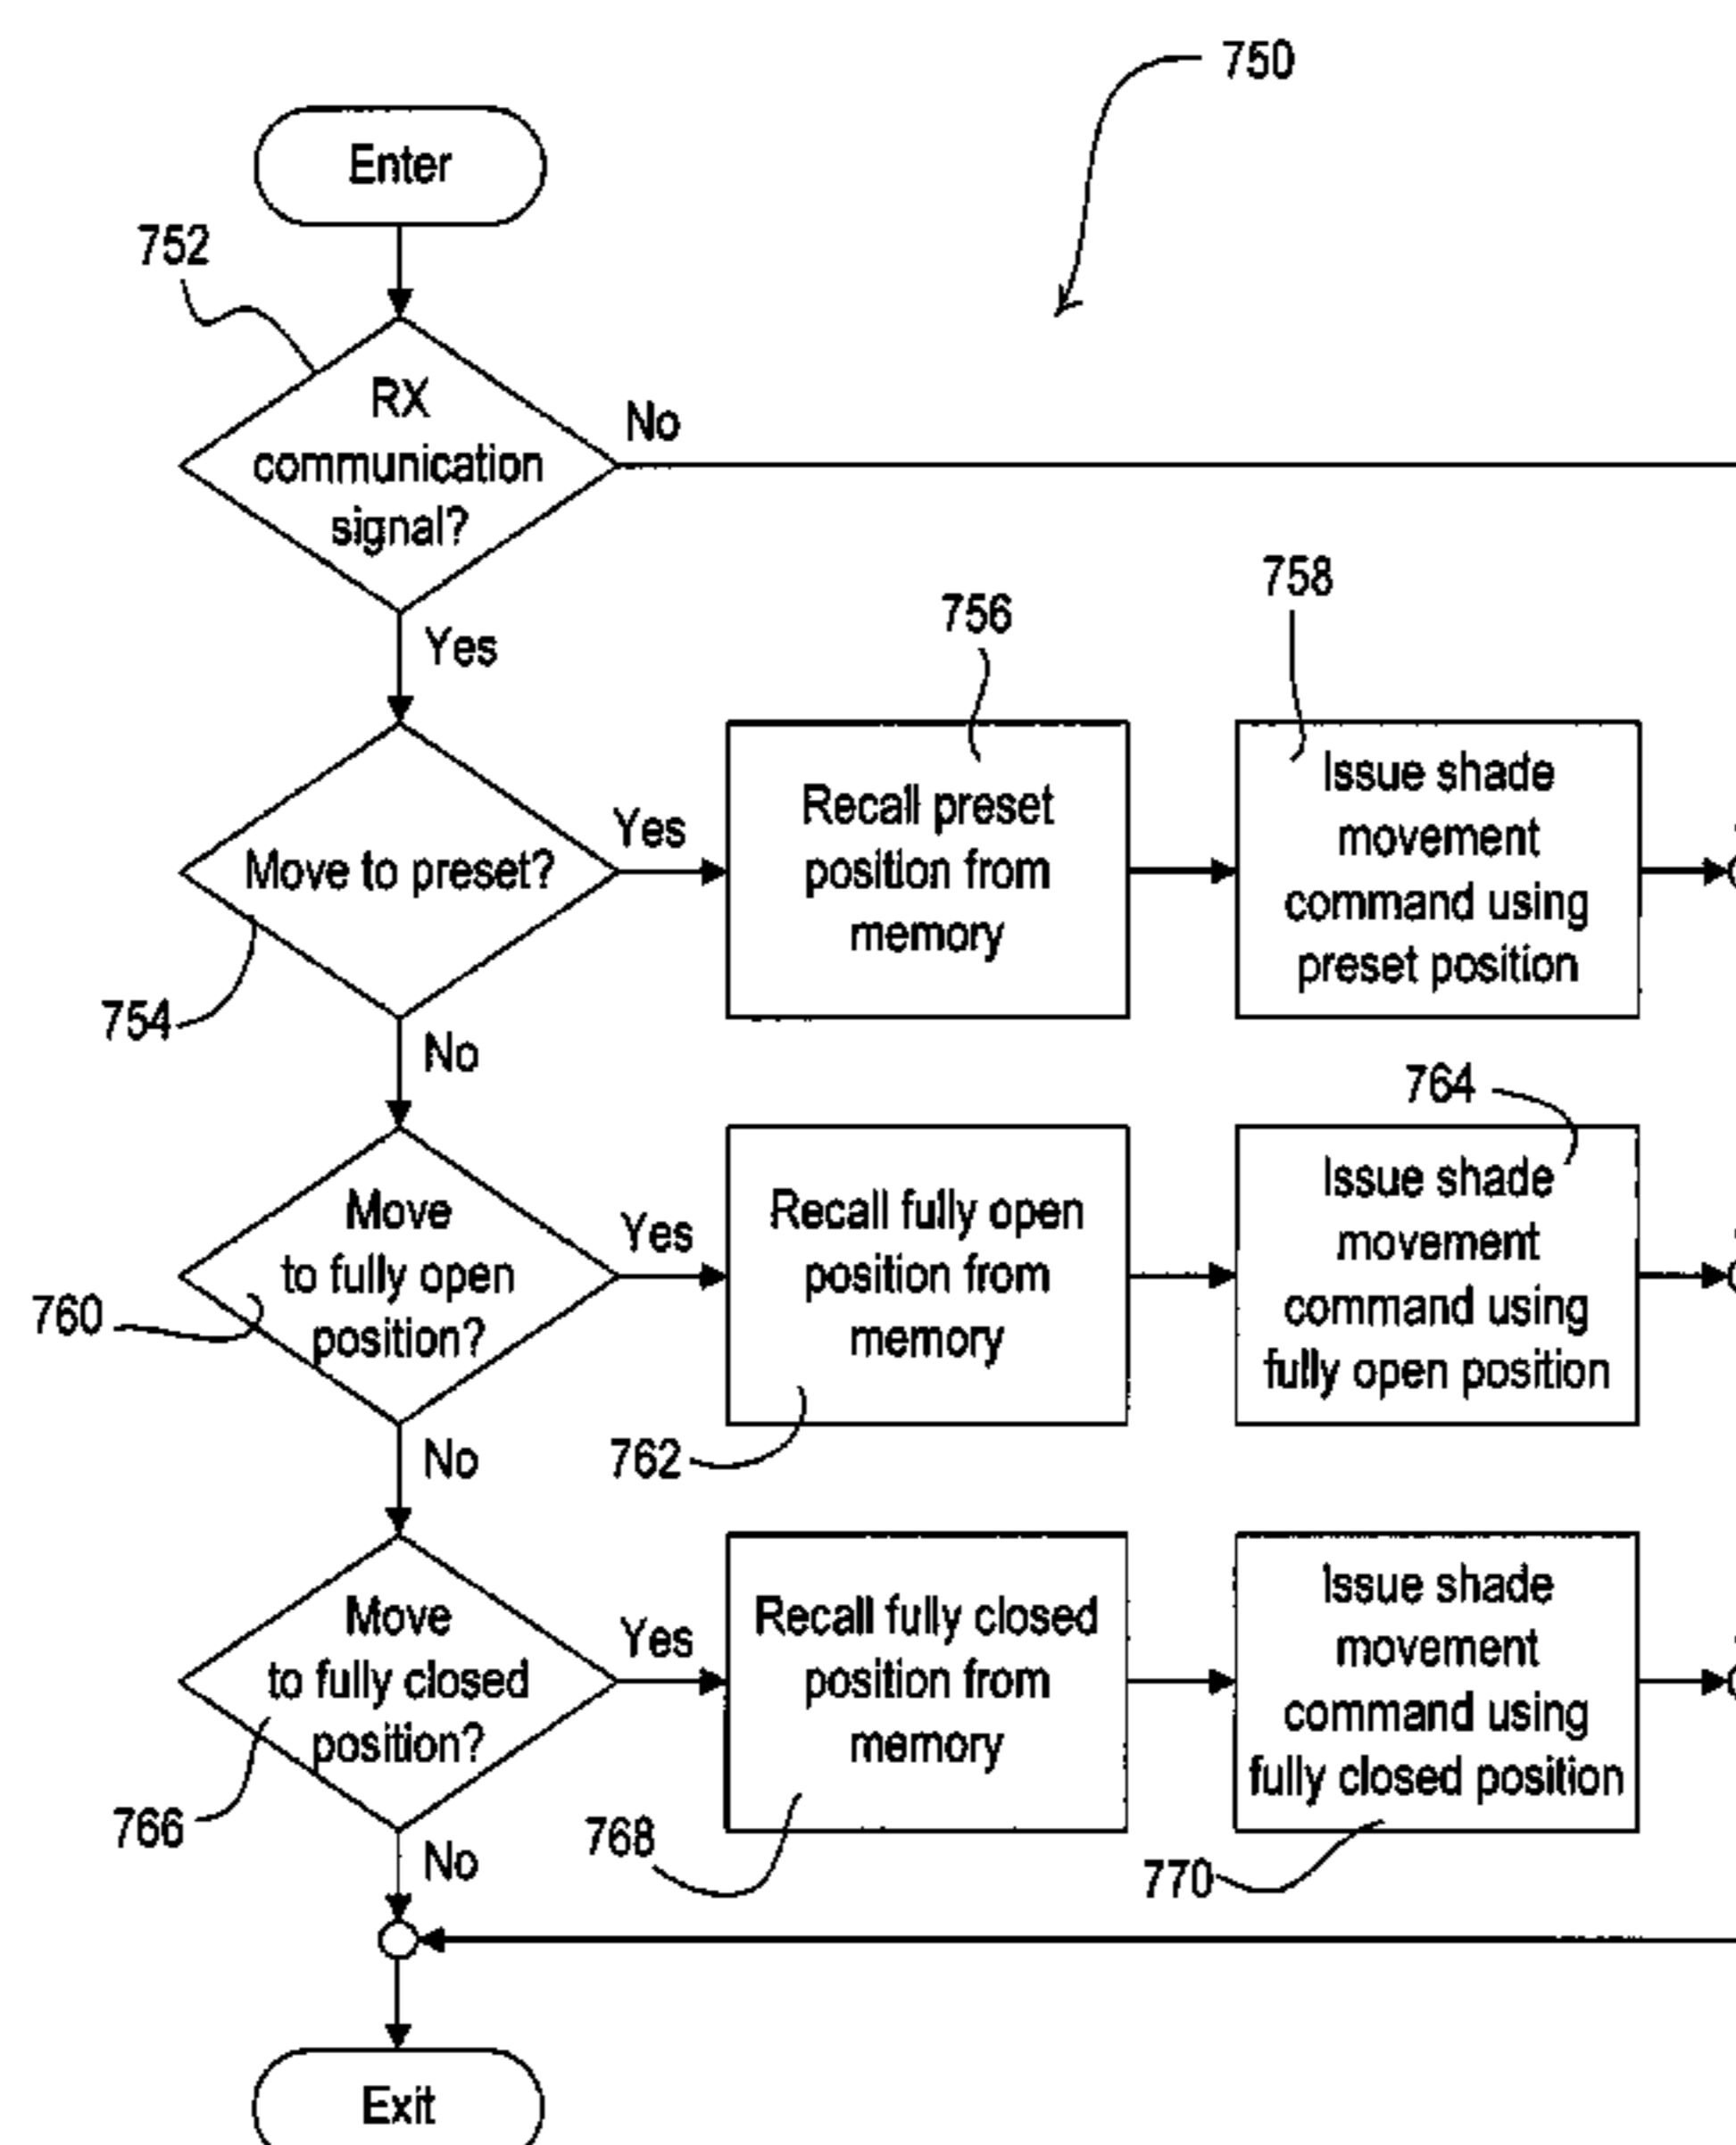 750
Enter
752
RX
communication
signal?
No
Yes
756
758
Move to preset?
Yes
Recall preset
position from
memory
Issue shade
movement
command using
preset position
754
No
764
Move
to fully open
position?
Yes
Recall fully open
position from
memory
Issue shade
movement
command using
fully open position
760
762
No
Move
to fully closed
position?
Yes
Recall fully closed
position from
memory
Issue shade
movement
command using
fully closed position
766
768
770
No
Exit